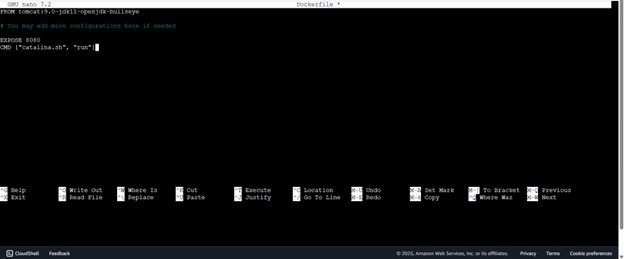 GNU nano 7.2 Dockerfile *
FROM tomcat:9.0-jdk11-openjdk-bullseye
# You may add more configurations here if needed
EXPOSE 8080
CMD ["catalina.sh", "run"]
^G Help ^O Write Out ^W Where Is ^K Cut ^T Execute ^C Location M-U Undo M-A Set Mark M-] To Bracket M-Q Previous
^X Exit ^R Read File ^\ Replace ^U Paste ^J Justify ^/ Go To Line M-E Redo M-6 Copy ^Q Where Was M-W Next
CloudShell Feedback © 2023, Amazon Web Services, Inc. or its affiliates. Privacy Terms Cookie preferences